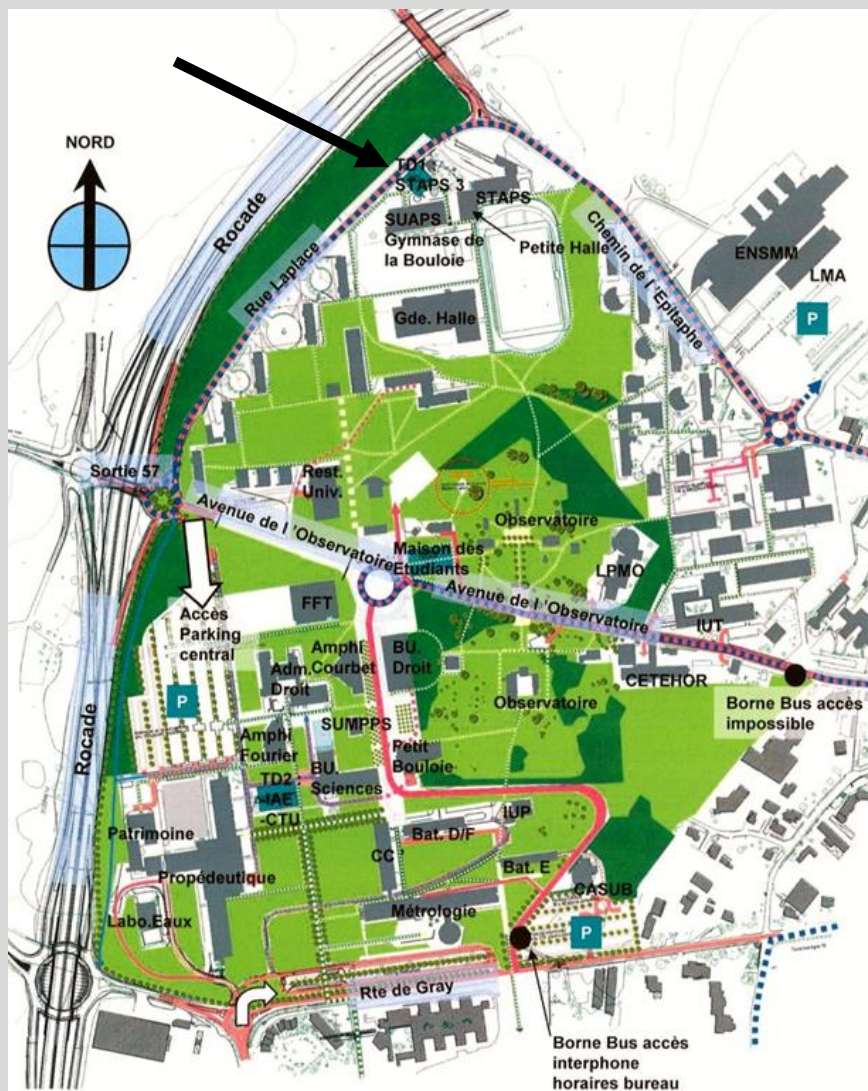 NORD
Rocade
Rue Laplace
TD1 :
STAPS 3
STAPS
SUAPS :
Gymnase de
la Bouloie
Petite Halle
Gde. Halle
Chemin de l 'Epitaphe
ENSMM
LMA
P
Sortie 57
Rest.
Univ.
Avenue de l 'Observatoire
Observatoire
Maison des
Etudiants
LPMO
Avenue de l 'Observatoire
IUT
Accès
Parking
central
FFT
Amphi
Courbet
BU.
Droit
Adm.
Droit
CETEHOR
Borne Bus accès
impossible
P
SUMPPS
Observatoire
Rocade
Amphi
Fourier
Petit
Bouloie
TD2
-IAE
-CTU
BU.
Sciences
Patrimoine
IUP
Bat. D/F
CC
Propédeutique
Bat. E
CASUB
Labo.Eaux
Métrologie
P
Rte de Gray
Borne Bus accès
interphone
horaires bureau